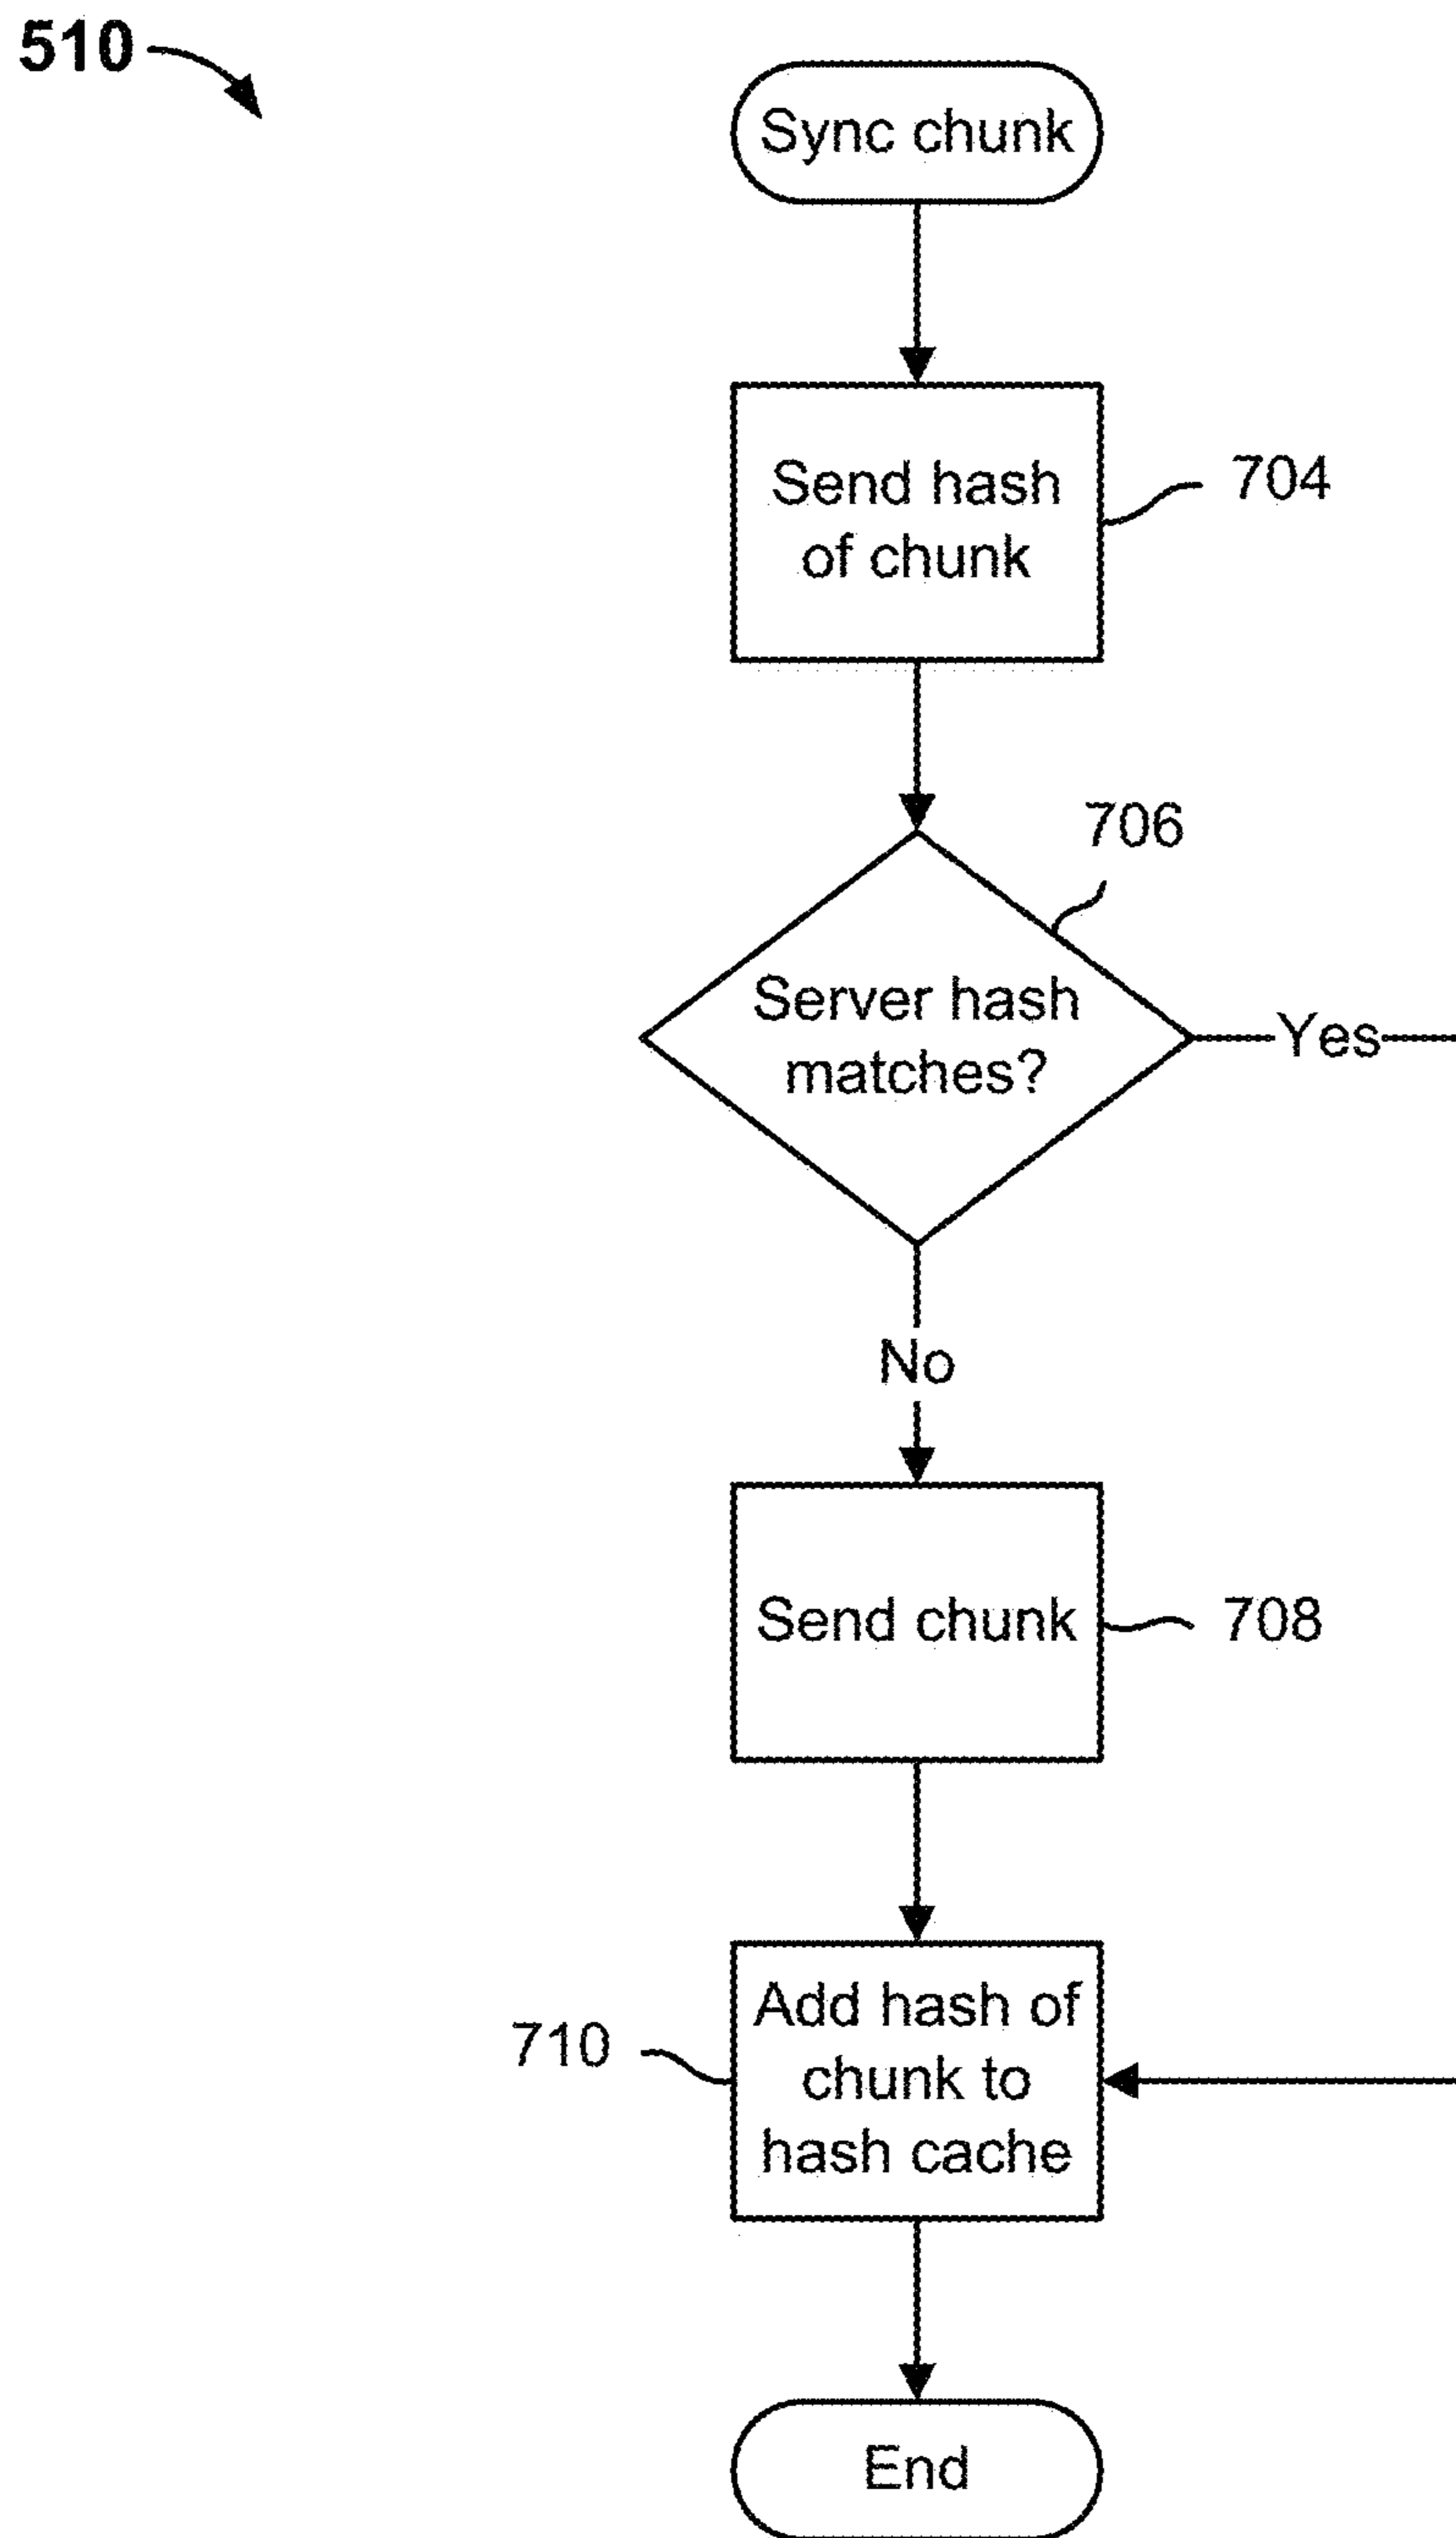 510
Sync chunk
Send hash
of chunk
704
706
Server hash
matches?
Yes
No
Send chunk
708
Add hash of
chunk to
hash cache
710
End